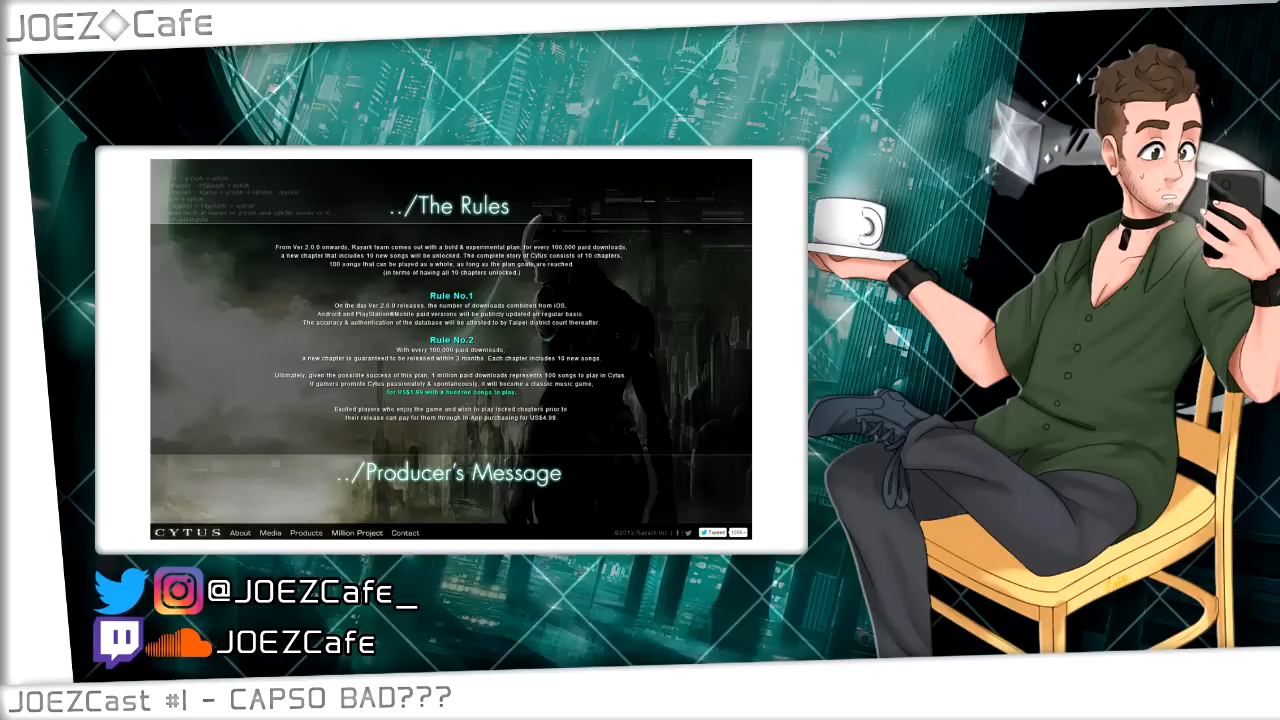 JOEZ Cafe
../The Rules
From Ver.2.0.0 onwards, Rayark team comes out with a bold & experimental plan: for every 100,000 paid downloads,
a new chapter that includes 10 new songs will be unlocked. The complete story of Cytus consists of 10 chapters,
100 songs that can be played as a whole, as long as the plan goals are reached.
(in terms of having all 10 chapters unlocked.)
Rule No.1
On the day Ver.2.0.0 releases, the number of downloads combined from iOS,
Android and PlayStation®Mobile paid versions will be publicly updated on regular basis.
The accuracy & authentication of the database will be attested to by Taipei district court thereafter.
Rule No.2
With every 100,000 paid downloads,
a new chapter is guaranteed to be released within 3 months. Each chapter includes 10 new songs.
Ultimately, given the possible success of this plan, 1 million paid downloads represents 100 songs to play in Cytus.
If gamers promote Cytus passionately & spontaneously, it will become a classic music game,
for US$1.99 with a hundred songs to play.
Excited players who enjoy the game and wish to play locked chapters prior to
their release can pay for them through In-App purchasing for US$4.99.
../Producer's Message
CYTUS About Media Products Million Project Contact ©2013 Rayark Inc. | f | Tweet 100K+
@JOEZCafe_
JOEZCafe
JOEZCast #1 - CAPSO BAD???